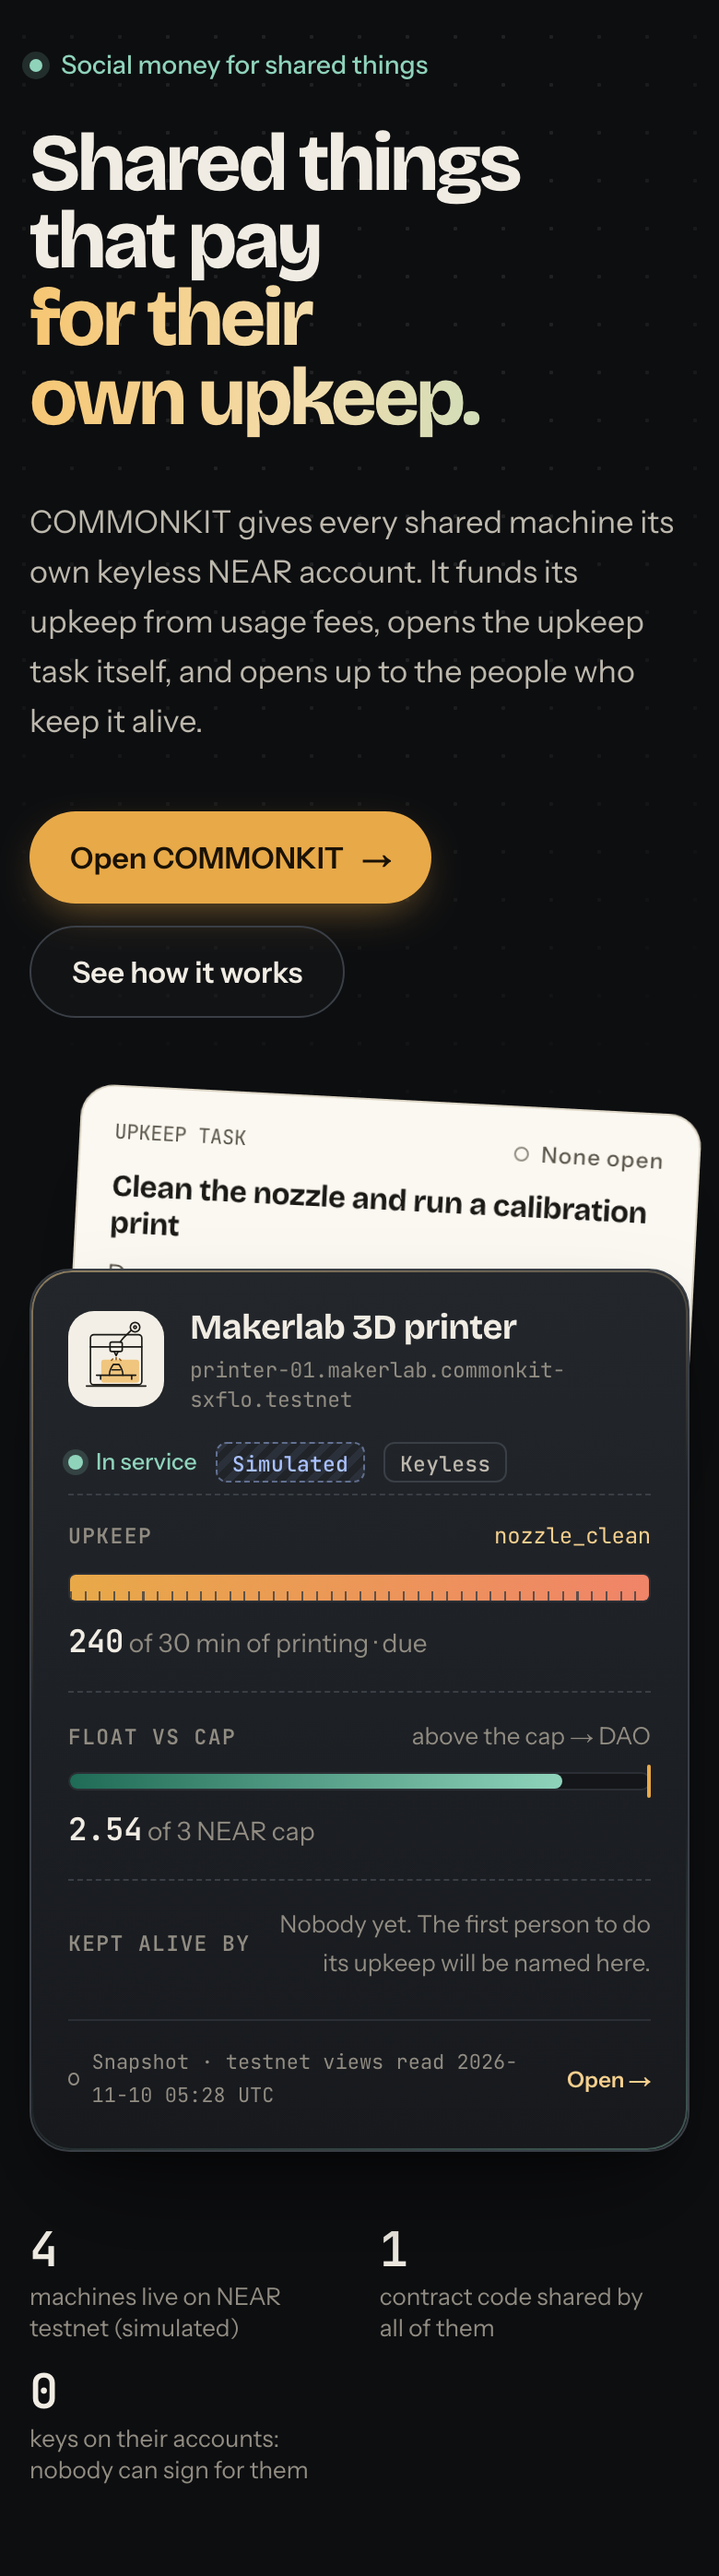 Social money for shared things
Shared things
that pay
for their
own upkeep.
COMMONKIT gives every shared machine its
own keyless NEAR account. It funds its
upkeep from usage fees, opens the upkeep
task itself, and opens up to the people who
keep it alive.
Open COMMONKIT →
See how it works
UPKEEP TASK
None open
Clean the nozzle and run a calibration
print
Makerlab 3D printer
printer-01.makerlab.commonkit-
sxflo.testnet
In service
Simulated
Keyless
UPKEEP
nozzle_clean
240 of 30 min of printing · due
FLOAT VS CAP
above the cap → DAO
2.54 of 3 NEAR cap
KEPT ALIVE BY
Nobody yet. The first person to do
its upkeep will be named here.
Snapshot · testnet views read 2026-
11-10 05:28 UTC
Open →
4
machines live on NEAR
testnet (simulated)
1
contract code shared by
all of them
0
keys on their accounts:
nobody can sign for them